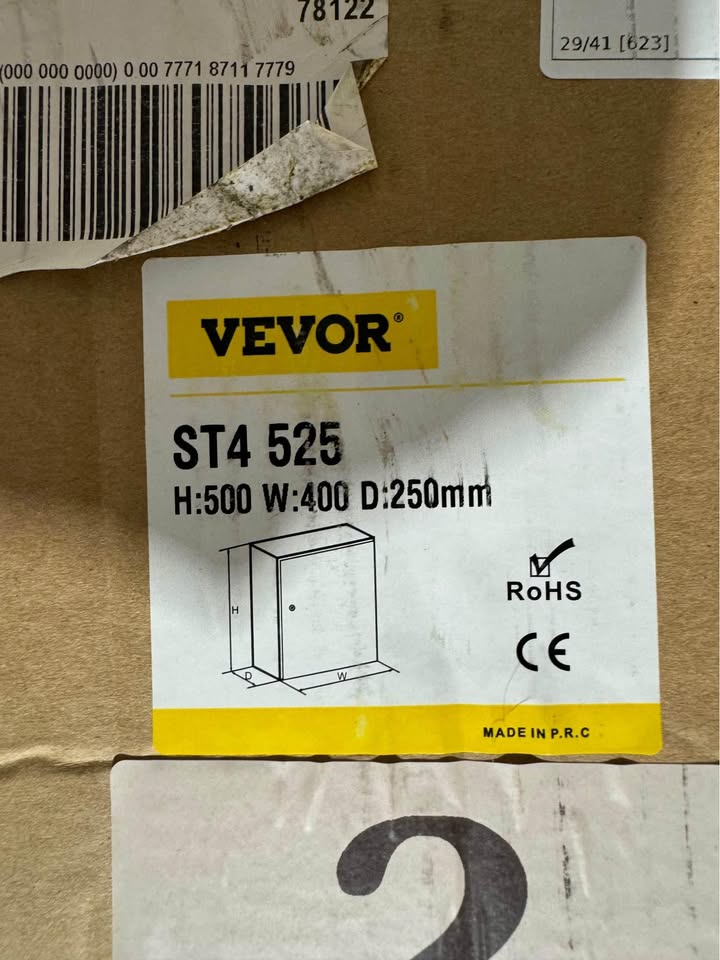 78122
29/41 [623]
(000 000 0000) 0 00 7771 8711 7779
VEVOR®
ST4 525
H:500 W:400 D:250mm
H
D
W
RoHS
CE
MADE IN P.R.C
2